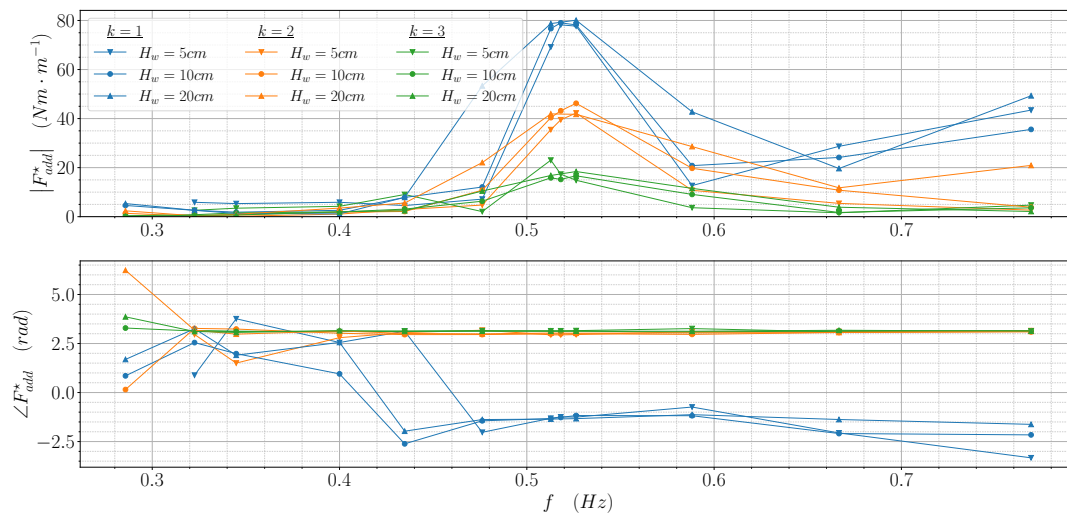 80
60
40
20
0
|F*_add| (Nm · m⁻¹)
k = 1 k = 2 k = 3
H_w = 5cm H_w = 5cm H_w = 5cm
H_w = 10cm H_w = 10cm H_w = 10cm
H_w = 20cm H_w = 20cm H_w = 20cm
0.3 0.4 0.5 0.6 0.7
5.0
2.5
0.0
−2.5
∠F*_add (rad)
0.3 0.4 0.5 0.6 0.7
f (Hz)